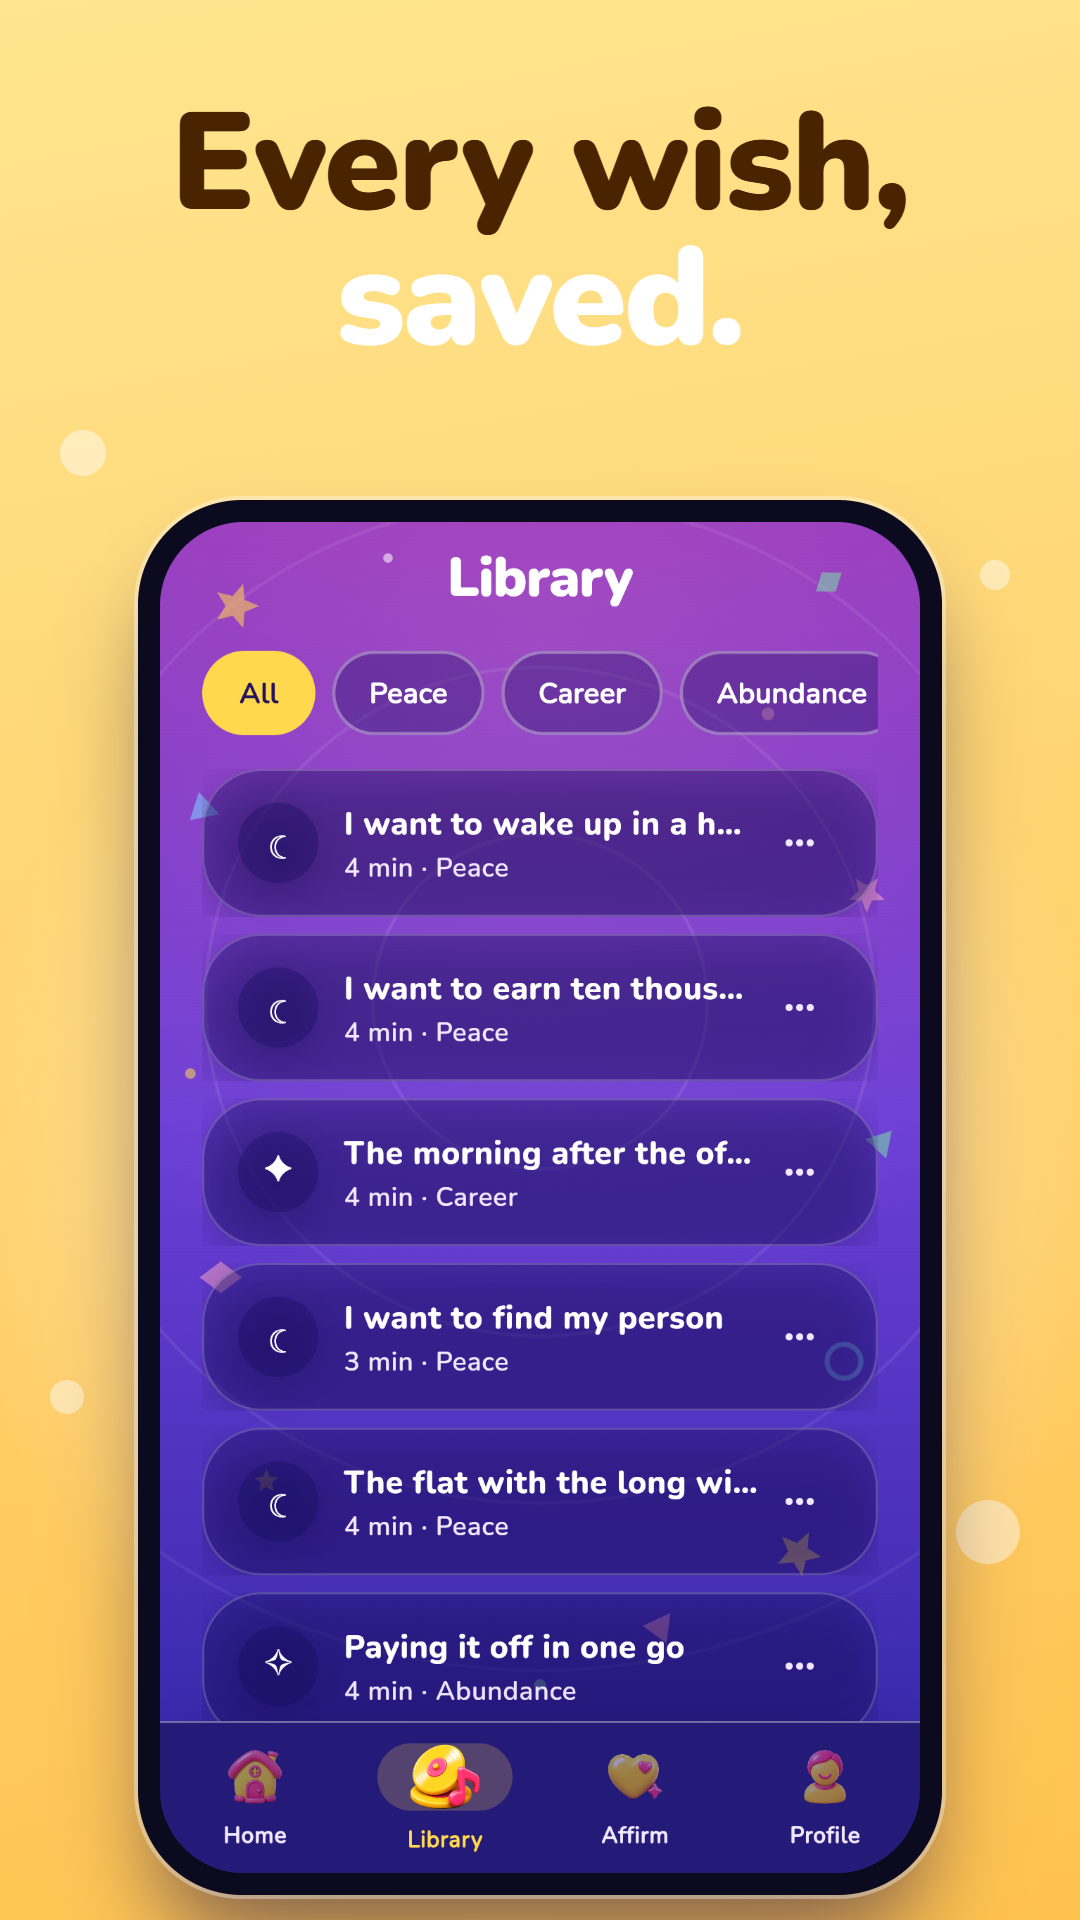 Every wish,
saved.
Library
All
Peace
Career
Abundance
I want to wake up in a h...
4 min · Peace
I want to earn ten thous...
4 min · Peace
The morning after the of...
4 min · Career
I want to find my person
3 min · Peace
The flat with the long wi...
4 min · Peace
Paying it off in one go
4 min · Abundance
Home
Library
Affirm
Profile